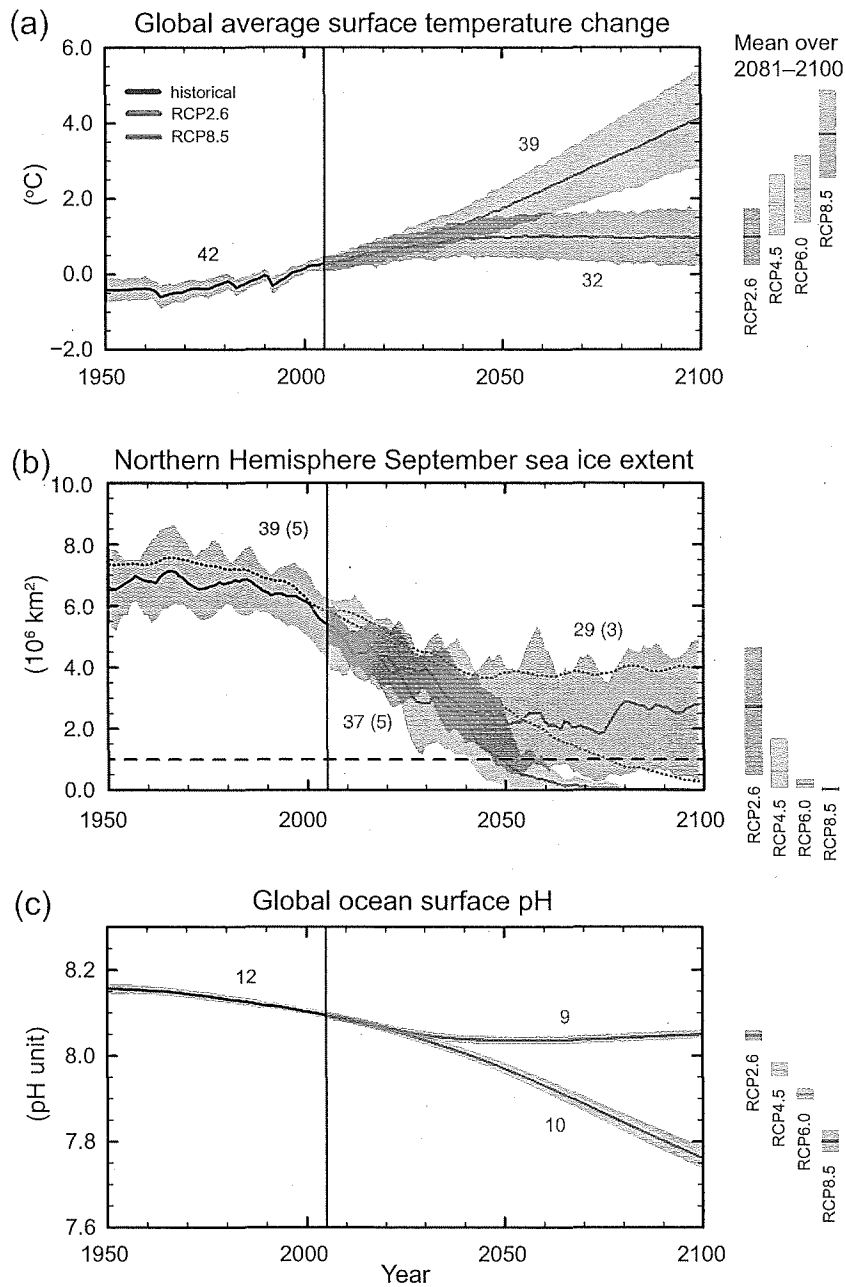 (a) Global average surface temperature change
Mean over
2081–2100
6.0
4.0
2.0
0.0
−2.0
(°C)
historical
RCP2.6
RCP8.5
42
39
32
1950 2000 2050 2100
RCP2.6
RCP4.5
RCP6.0
RCP8.5
(b) Northern Hemisphere September sea ice extent
10.0
8.0
6.0
4.0
2.0
0.0
(10⁶ km²)
39 (5)
29 (3)
37 (5)
1950 2000 2050 2100
RCP2.6
RCP4.5
RCP6.0
RCP8.5
(c) Global ocean surface pH
8.2
8.0
7.8
7.6
(pH unit)
12
9
10
1950 2000 2050 2100
Year
RCP2.6
RCP4.5
RCP6.0
RCP8.5